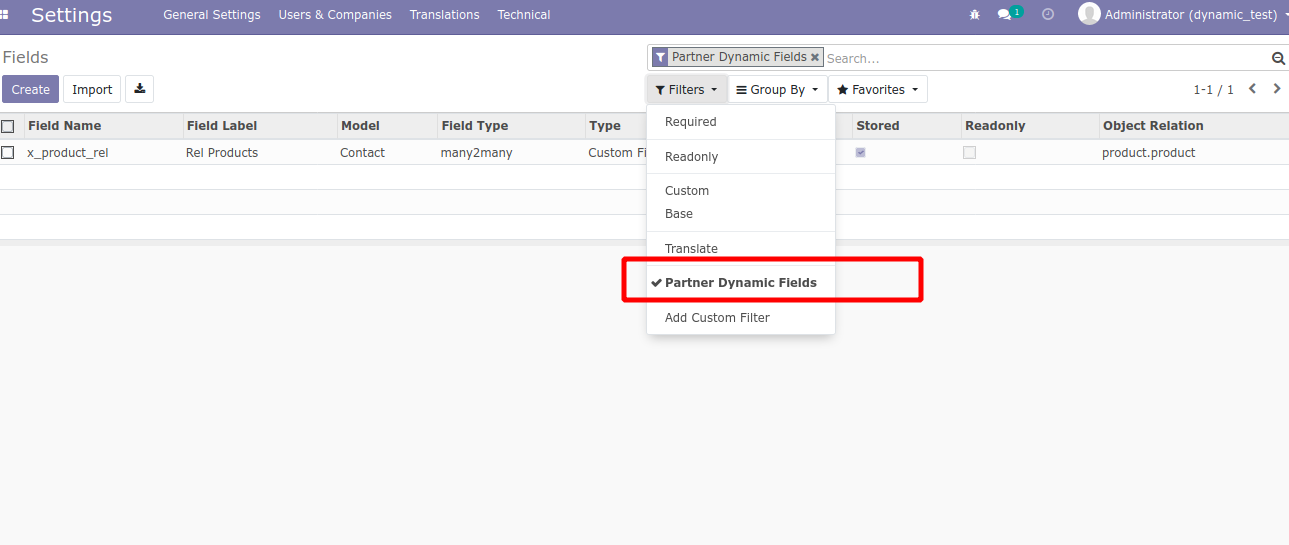 Settings General Settings Users & Companies Translations Technical 1 Administrator (dynamic_test)
Fields Partner Dynamic Fields Search...
Create Import Filters Group By Favorites 1-1 / 1
Field Name Field Label Model Field Type Type Stored Readonly Object Relation
x_product_rel Rel Products Contact many2many Custom Fi product.product
Required
Readonly
Custom
Base
Translate
Partner Dynamic Fields
Add Custom Filter